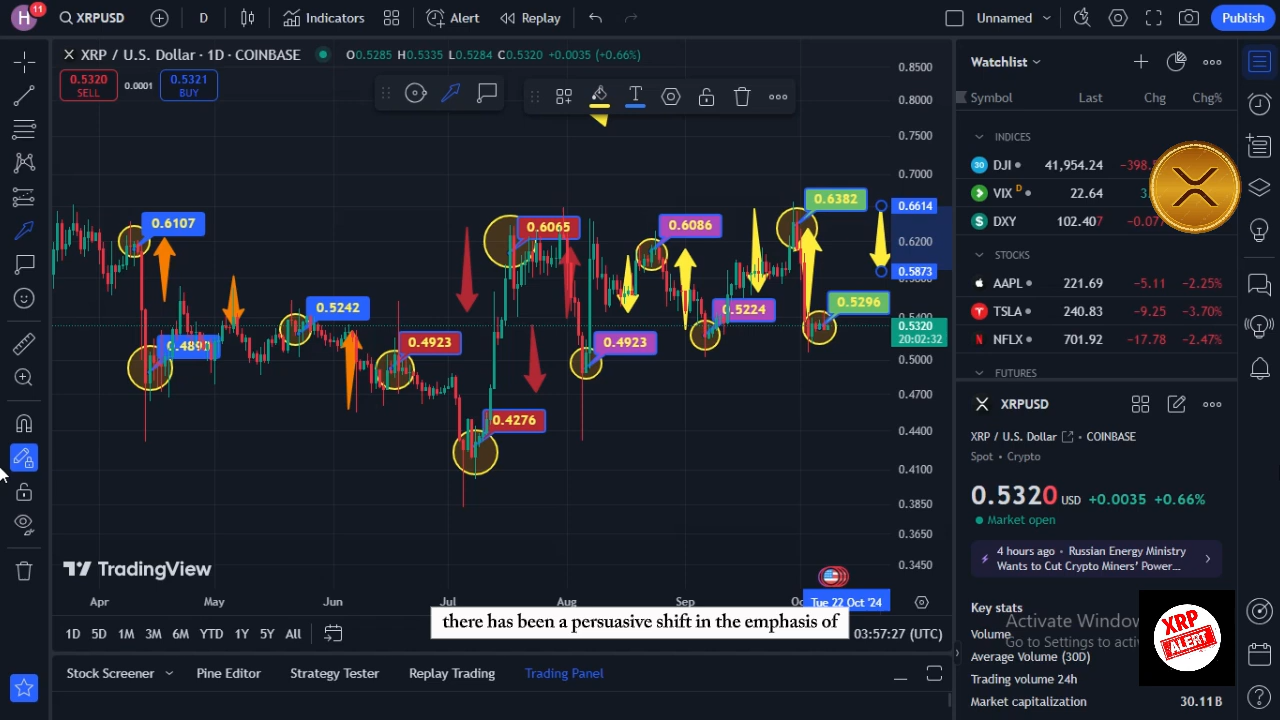 H
11
XRPUSD
D
Indicators
Alert
Replay
Unnamed
Publish
XRP / U.S. Dollar · 1D · COINBASE
O0.5285 H0.5335 L0.5284 C0.5320 +0.0035 (+0.66%)
0.5320
SELL
0.0001
0.5321
BUY
0.6107
0.5242
0.4923
0.4276
0.6065
0.4923
0.6086
0.5224
0.6382
0.5296
0.8500
0.8000
0.7500
0.7000
0.6614
0.6200
0.5873
0.5320
20:02:32
0.5000
0.4700
0.4400
0.4100
0.3850
0.3650
0.3450
TradingView
Apr
May
Jun
Jul
Aug
Sep
Tue 22 Oct '24
there has been a persuasive shift in the emphasis of
1D 5D 1M 3M 6M YTD 1Y 5Y All
03:57:27 (UTC)
Stock Screener
Pine Editor
Strategy Tester
Replay Trading
Trading Panel
Watchlist
Symbol Last Chg Chg%
INDICES
30 DJI 41,954.24
VIX D 22.64
DXY 102.407
STOCKS
AAPL 221.69 −5.11 −2.25%
TSLA 240.83 −9.25 −3.70%
NFLX 701.92 −17.78 −2.47%
FUTURES
XRPUSD
XRP / U.S. Dollar · COINBASE
Spot · Crypto
0.5320 USD +0.0035 +0.66%
Market open
4 hours ago · Russian Energy Ministry
Wants to Cut Crypto Miners' Power...
Key stats
Activate
Volume
Go to Settings to
Average Volume (30D)
Trading volume 24h
Market capitalization
30.11B
XRP
ALERT